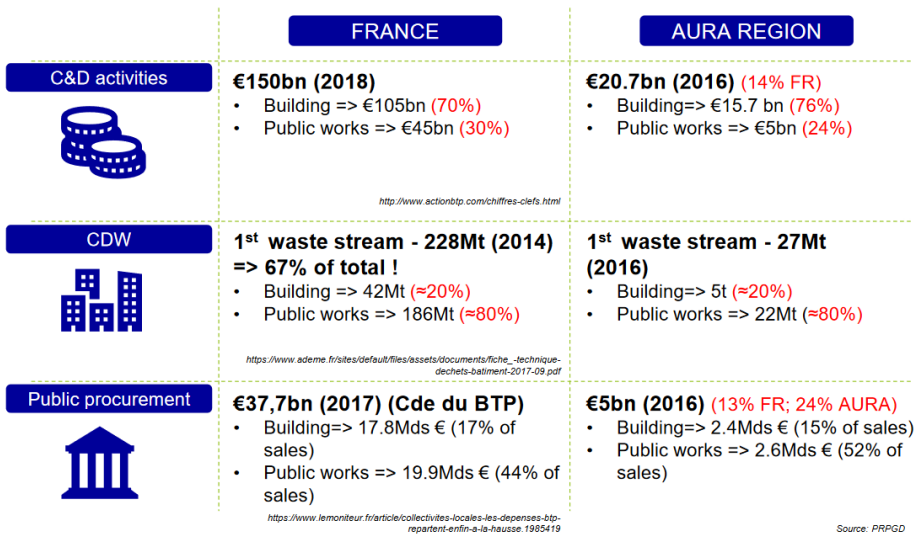 FRANCE
AURA REGION
C&D activities
€150bn (2018)
• Building => €105bn (70%)
• Public works => €45bn (30%)
http://www.actionbtp.com/chiffres-clefs.html
€20.7bn (2016) (14% FR)
• Building=> €15.7 bn (76%)
• Public works => €5bn (24%)
CDW
1st waste stream - 228Mt (2014)
=> 67% of total !
• Building => 42Mt (≈20%)
• Public works => 186Mt (≈80%)
https://www.ademe.fr/sites/default/files/assets/documents/fiche_-technique-
dechets-batiment-2017-09.pdf
1st waste stream - 27Mt
(2016)
• Building=> 5t (≈20%)
• Public works => 22Mt (≈80%)
Public procurement
€37,7bn (2017) (Cde du BTP)
• Building=> 17.8Mds € (17% of
sales)
• Public works => 19.9Mds € (44% of
sales)
https://www.lemoniteur.fr/article/collectivites-locales-les-depenses-btp-
repartent-enfin-a-la-hausse.1985419
€5bn (2016) (13% FR; 24% AURA)
• Building=> 2.4Mds € (15% of sales)
• Public works => 2.6Mds € (52% of
sales)
Source: PRPGD